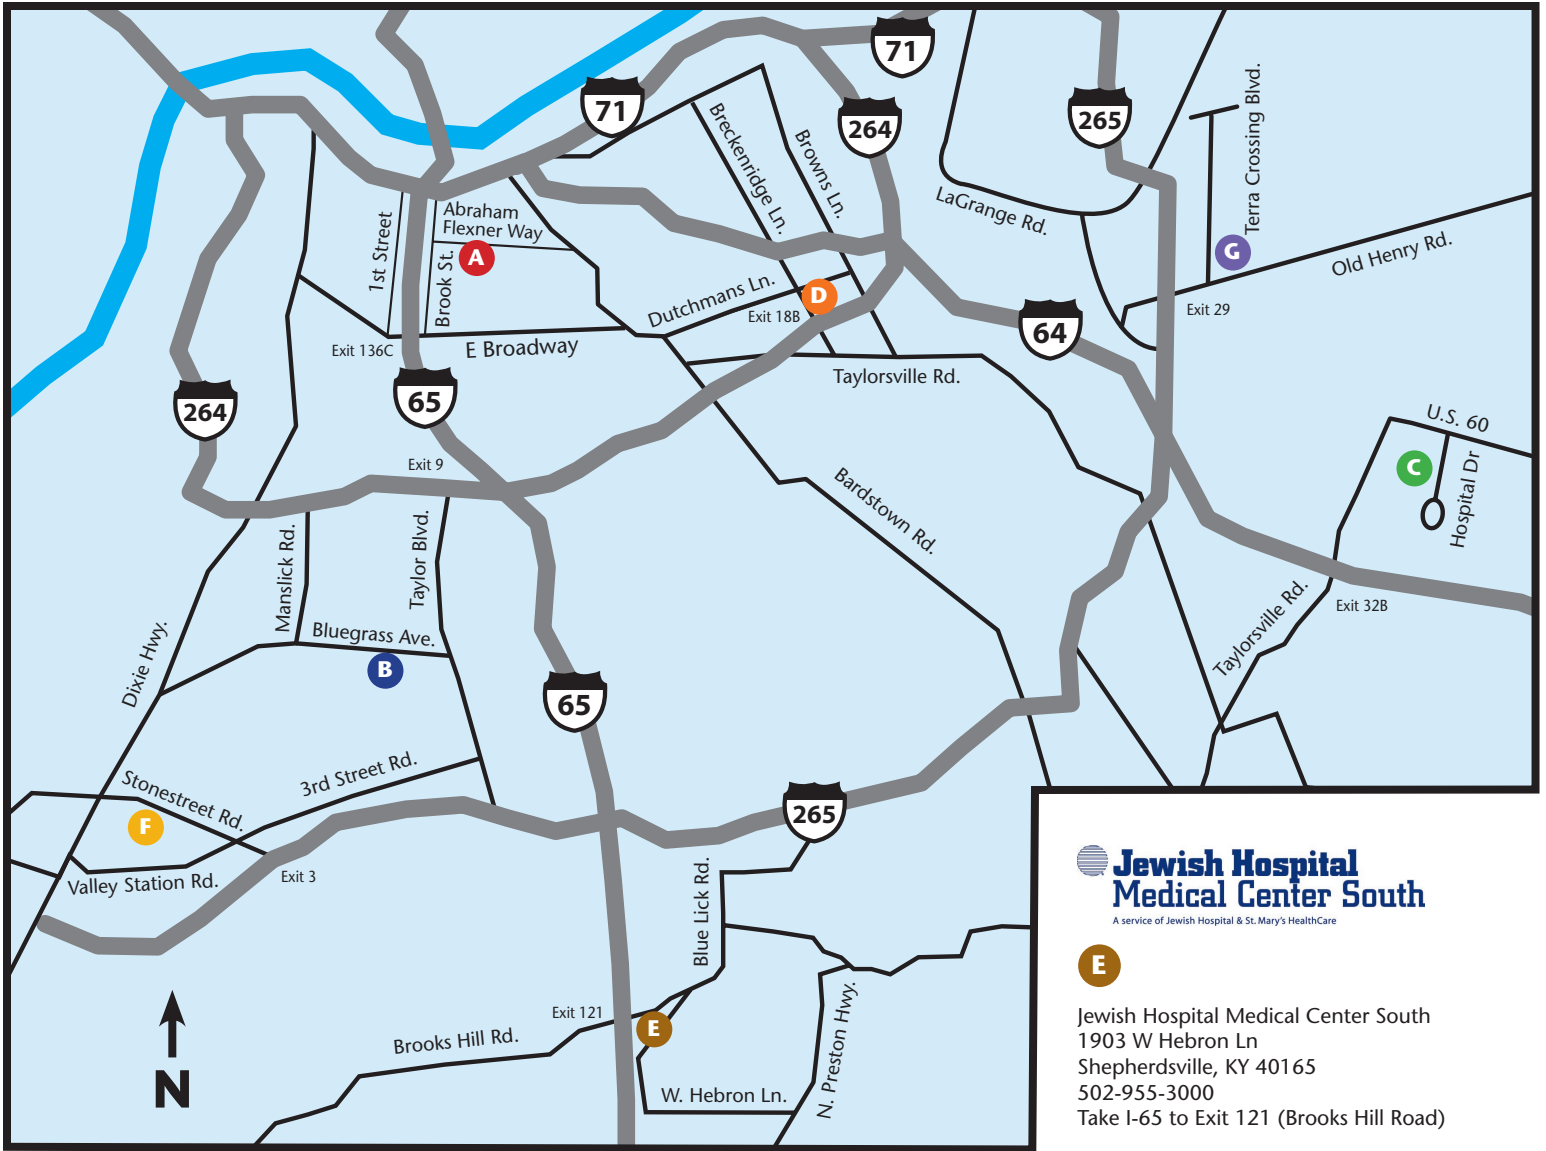 71
71
264
265
Terra Crossing Blvd.
Breckenridge Ln.
Browns Ln.
LaGrange Rd.
1st Street
Abraham
Flexner Way
A
Brook St.
G
Old Henry Rd.
Dutchmans Ln.
D
Exit 18B
Exit 29
Exit 136C
E Broadway
64
Taylorsville Rd.
264
65
U.S. 60
C
Hospital Dr
Exit 9
Bardstown Rd.
Manslick Rd.
Taylor Blvd.
Exit 32B
Taylorsville Rd.
Bluegrass Ave.
B
Dixie Hwy.
65
3rd Street Rd.
Stonestreet Rd.
F
265
Valley Station Rd.
Exit 3
Blue Lick Rd.
Exit 121
E
Brooks Hill Rd.
N. Preston Hwy.
W. Hebron Ln.
N
Jewish Hospital
Medical Center South
A service of Jewish Hospital & St. Mary's HealthCare
E
Jewish Hospital Medical Center South
1903 W Hebron Ln
Shepherdsville, KY 40165
502-955-3000
Take I-65 to Exit 121 (Brooks Hill Road)